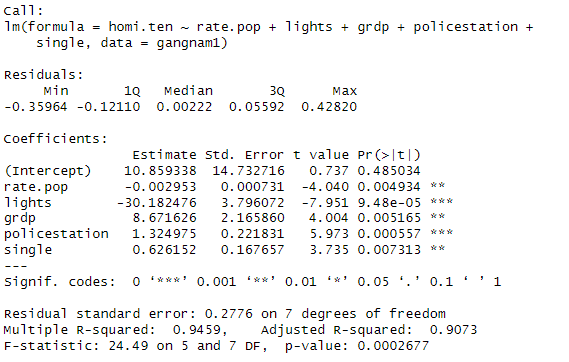 Call:
lm(formula = homi.ten ~ rate.pop + lights + grdp + policestation +
    single, data = gangnam1)
Residuals:
     Min       1Q   Median       3Q      Max
-0.35964 -0.12110  0.00222  0.05592  0.42820
Coefficients:
                Estimate Std. Error t value Pr(>|t|)
(Intercept)    10.859338  14.732716   0.737 0.485034
rate.pop       -0.002953   0.000731  -4.040 0.004934 **
lights        -30.182476   3.796072  -7.951 9.48e-05 ***
grdp            8.671626   2.165860   4.004 0.005165 **
policestation   1.324975   0.221831   5.973 0.000557 ***
single          0.626152   0.167657   3.735 0.007313 **
---
Signif. codes:  0 ‘***’ 0.001 ‘**’ 0.01 ‘*’ 0.05 ‘.’ 0.1 ‘ ’ 1
Residual standard error: 0.2776 on 7 degrees of freedom
Multiple R-squared:  0.9459,    Adjusted R-squared:  0.9073
F-statistic: 24.49 on 5 and 7 DF,  p-value: 0.0002677